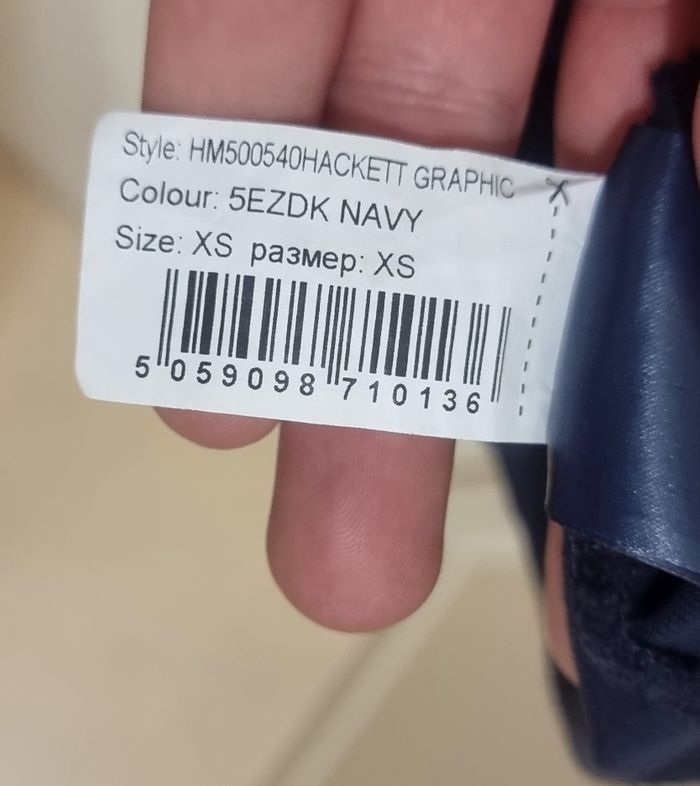 Style: HM500540HACKETT GRAPHIC
Colour: 5EZDK NAVY
Size: XS размер: XS
5 059098 710136